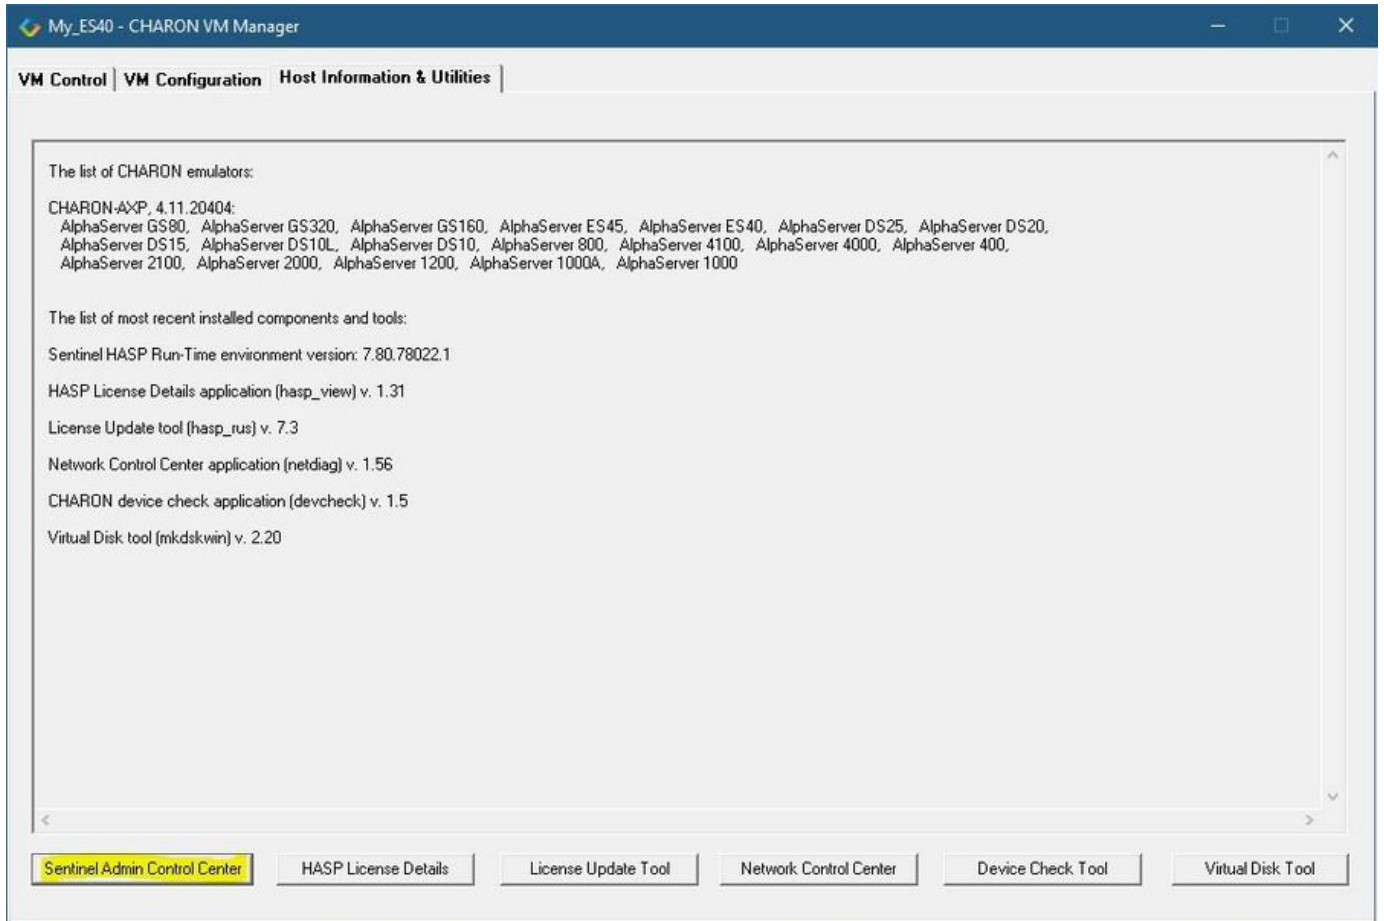 My_ES40 - CHARON VM Manager
VM Control VM Configuration Host Information & Utilities
The list of CHARON emulators:
CHARON-AXP, 4.11.20404:
AlphaServer GS80, AlphaServer GS320, AlphaServer GS160, AlphaServer ES45, AlphaServer ES40, AlphaServer DS25, AlphaServer DS20,
AlphaServer DS15, AlphaServer DS10L, AlphaServer DS10, AlphaServer 800, AlphaServer 4100, AlphaServer 4000, AlphaServer 400,
AlphaServer 2100, AlphaServer 2000, AlphaServer 1200, AlphaServer 1000A, AlphaServer 1000
The list of most recent installed components and tools:
Sentinel HASP Run-Time environment version: 7.80.78022.1
HASP License Details application (hasp_view) v. 1.31
License Update tool (hasp_rus) v. 7.3
Network Control Center application (netdiag) v. 1.56
CHARON device check application (devcheck) v. 1.5
Virtual Disk tool (mkdskwin) v. 2.20
Sentinel Admin Control Center HASP License Details License Update Tool Network Control Center Device Check Tool Virtual Disk Tool